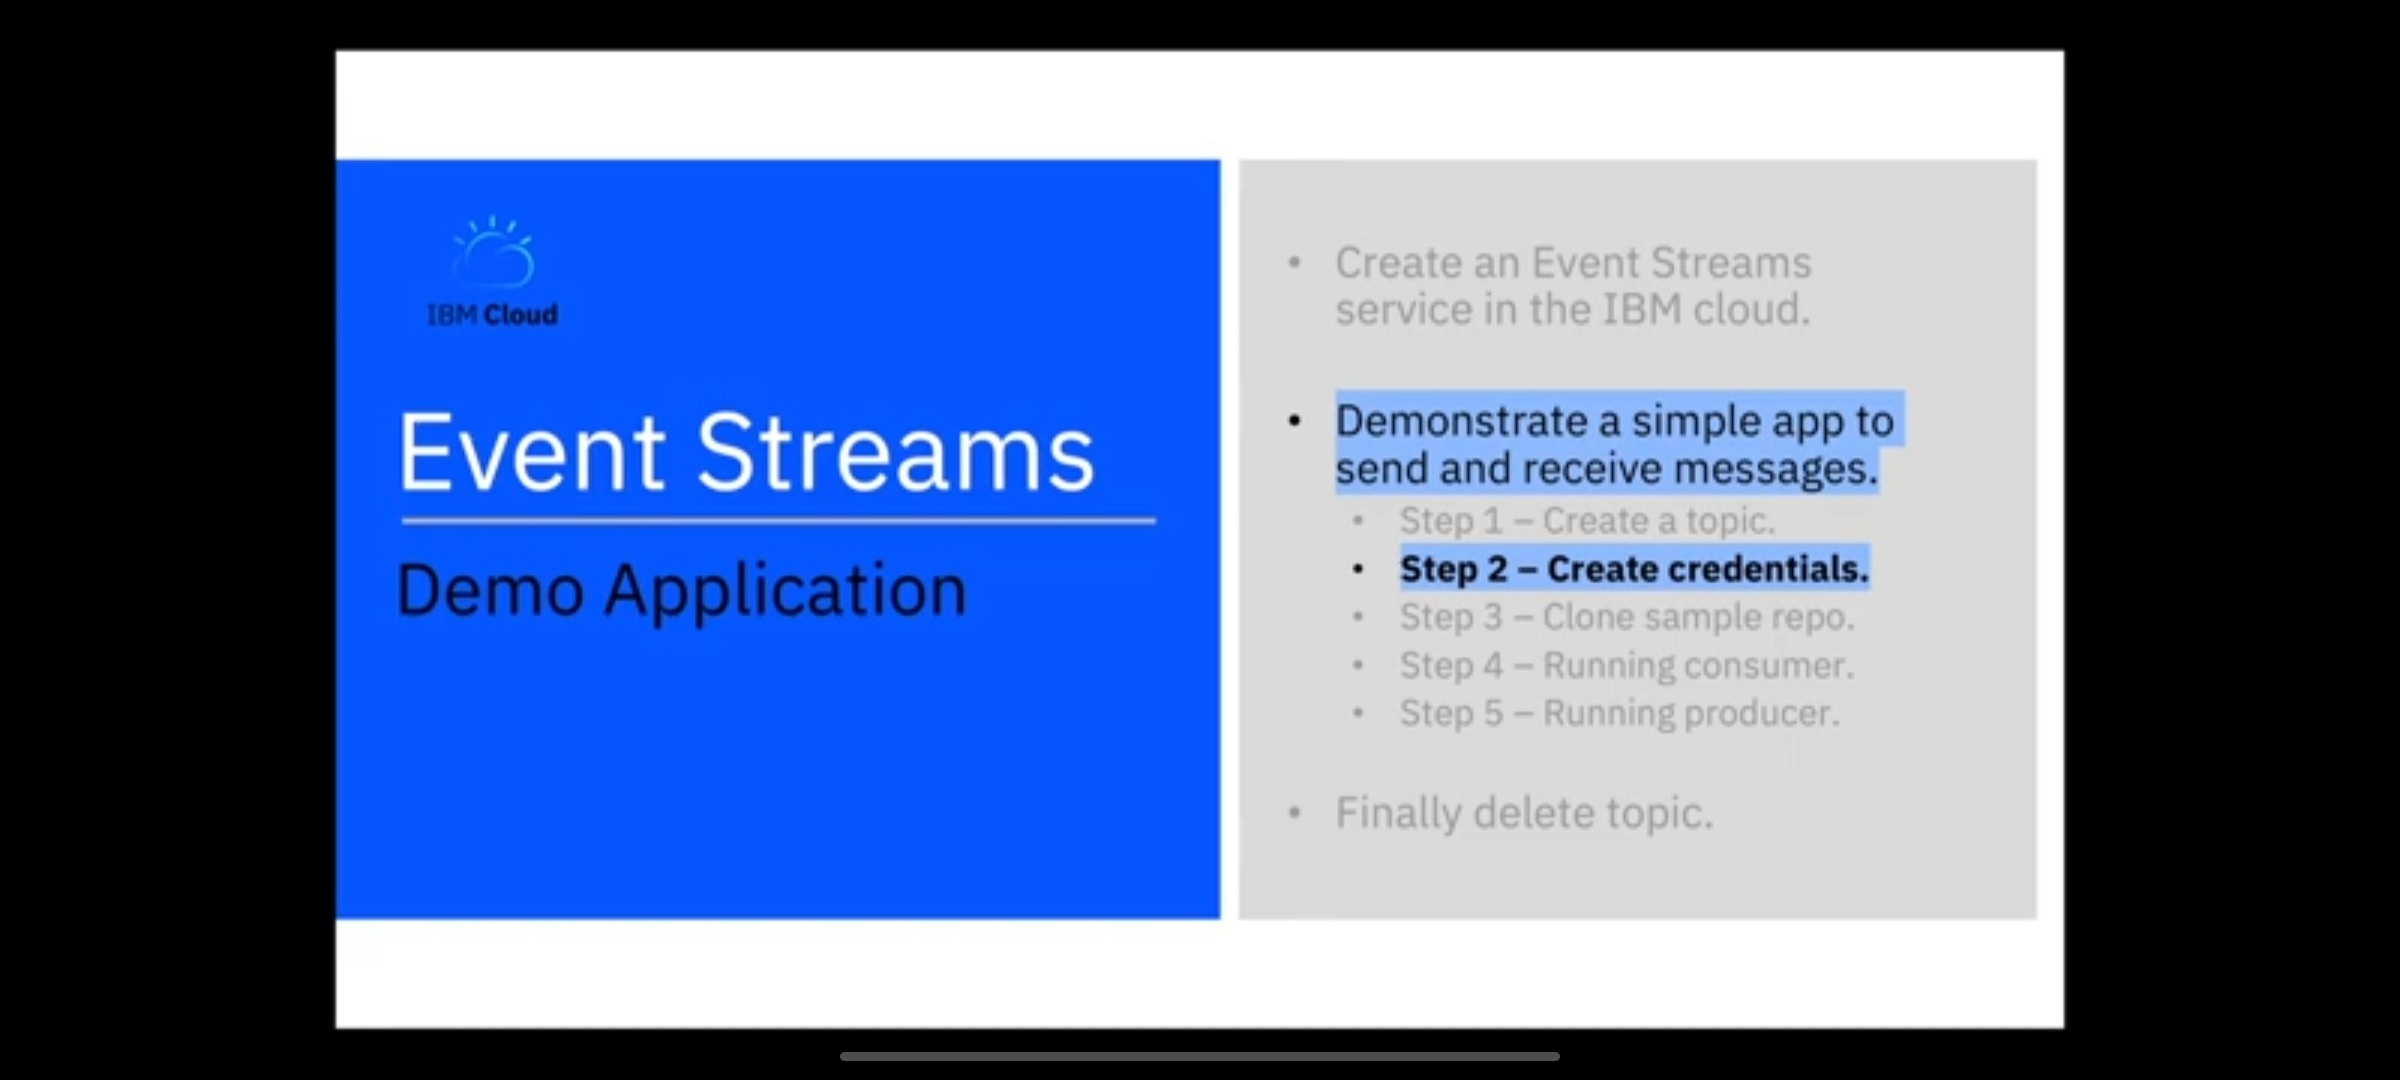 IBM Cloud
Event Streams
Demo Application
• Create an Event Streams
service in the IBM cloud.
• Demonstrate a simple app to
send and receive messages.
• Step 1 – Create a topic.
• Step 2 – Create credentials.
• Step 3 – Clone sample repo.
• Step 4 – Running consumer.
• Step 5 – Running producer.
• Finally delete topic.